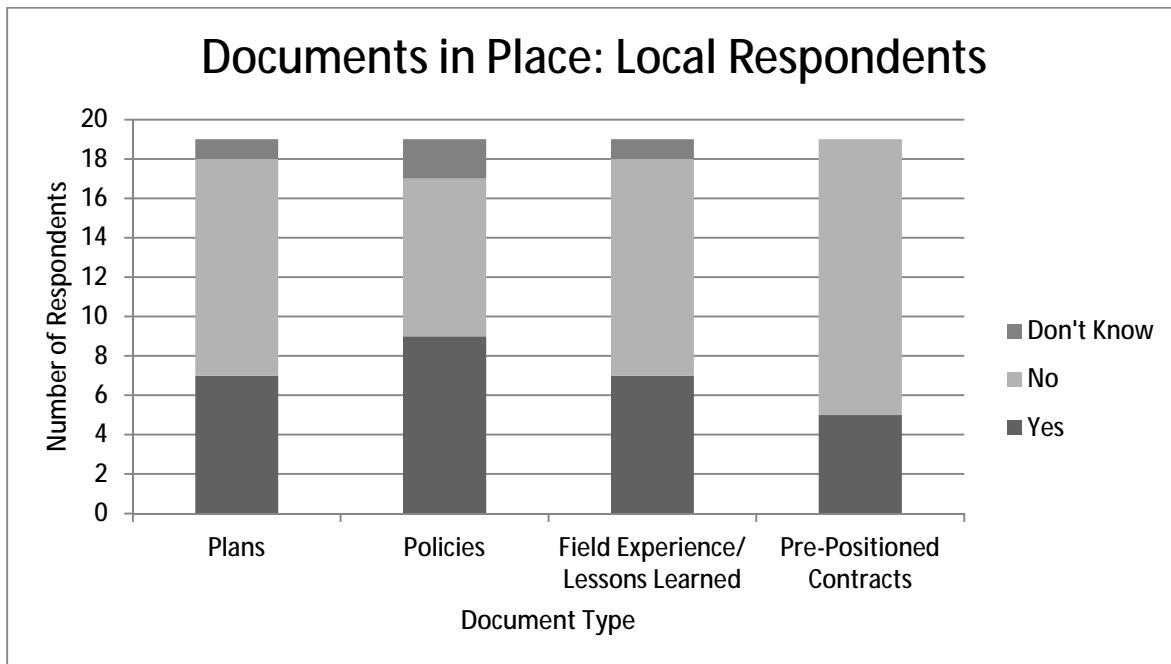 Documents in Place: Local Respondents
Number of Respondents
20
18
16
14
12
10
8
6
4
2
0
Plans
Policies
Field Experience/
Lessons Learned
Pre-Positioned
Contracts
Document Type
Don't Know
No
Yes